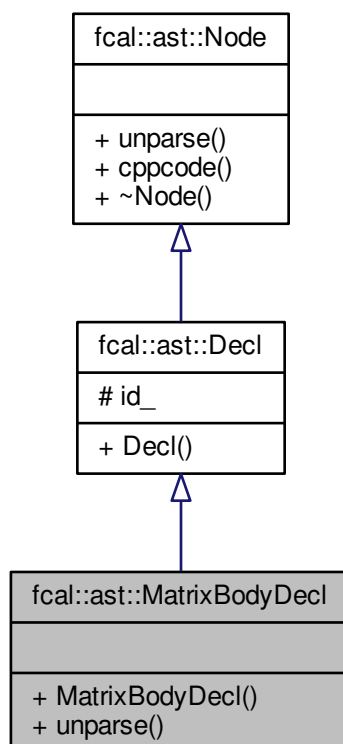 fcal::ast::Node
+ unparse()
+ cppcode()
+ ~Node()
fcal::ast::Decl
# id_
+ Decl()
fcal::ast::MatrixBodyDecl
+ MatrixBodyDecl()
+ unparse()